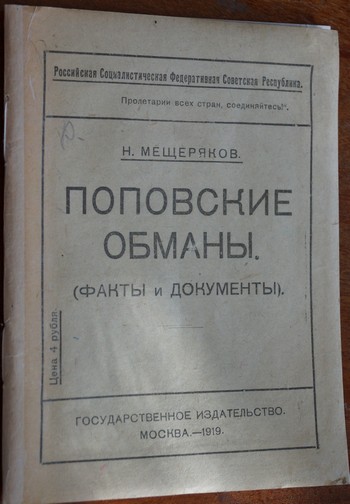 Российская Социалистическая Федеративная Советская Республика.
Пролетарии всех стран, соединяйтесь!".
Н. МЕЩЕРЯКОВ.
ПОПОВСКИЕ
ОБМАНЫ.
(ФАКТЫ и ДОКУМЕНТЫ).
Цена 4 рубля.
ГОСУДАРСТВЕННОЕ ИЗДАТЕЛЬСТВО.
МОСКВА.—1919.